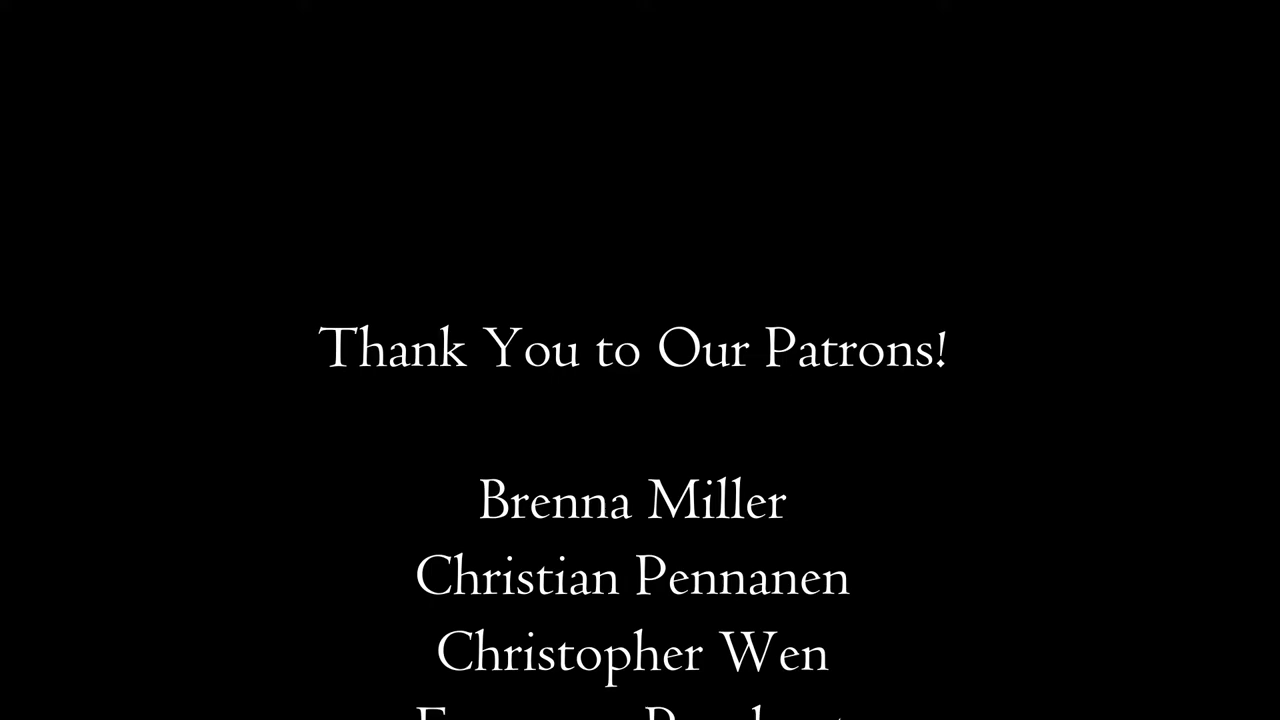 Thank You to Our Patrons!
Brenna Miller
Christian Pennanen
Christopher Wen